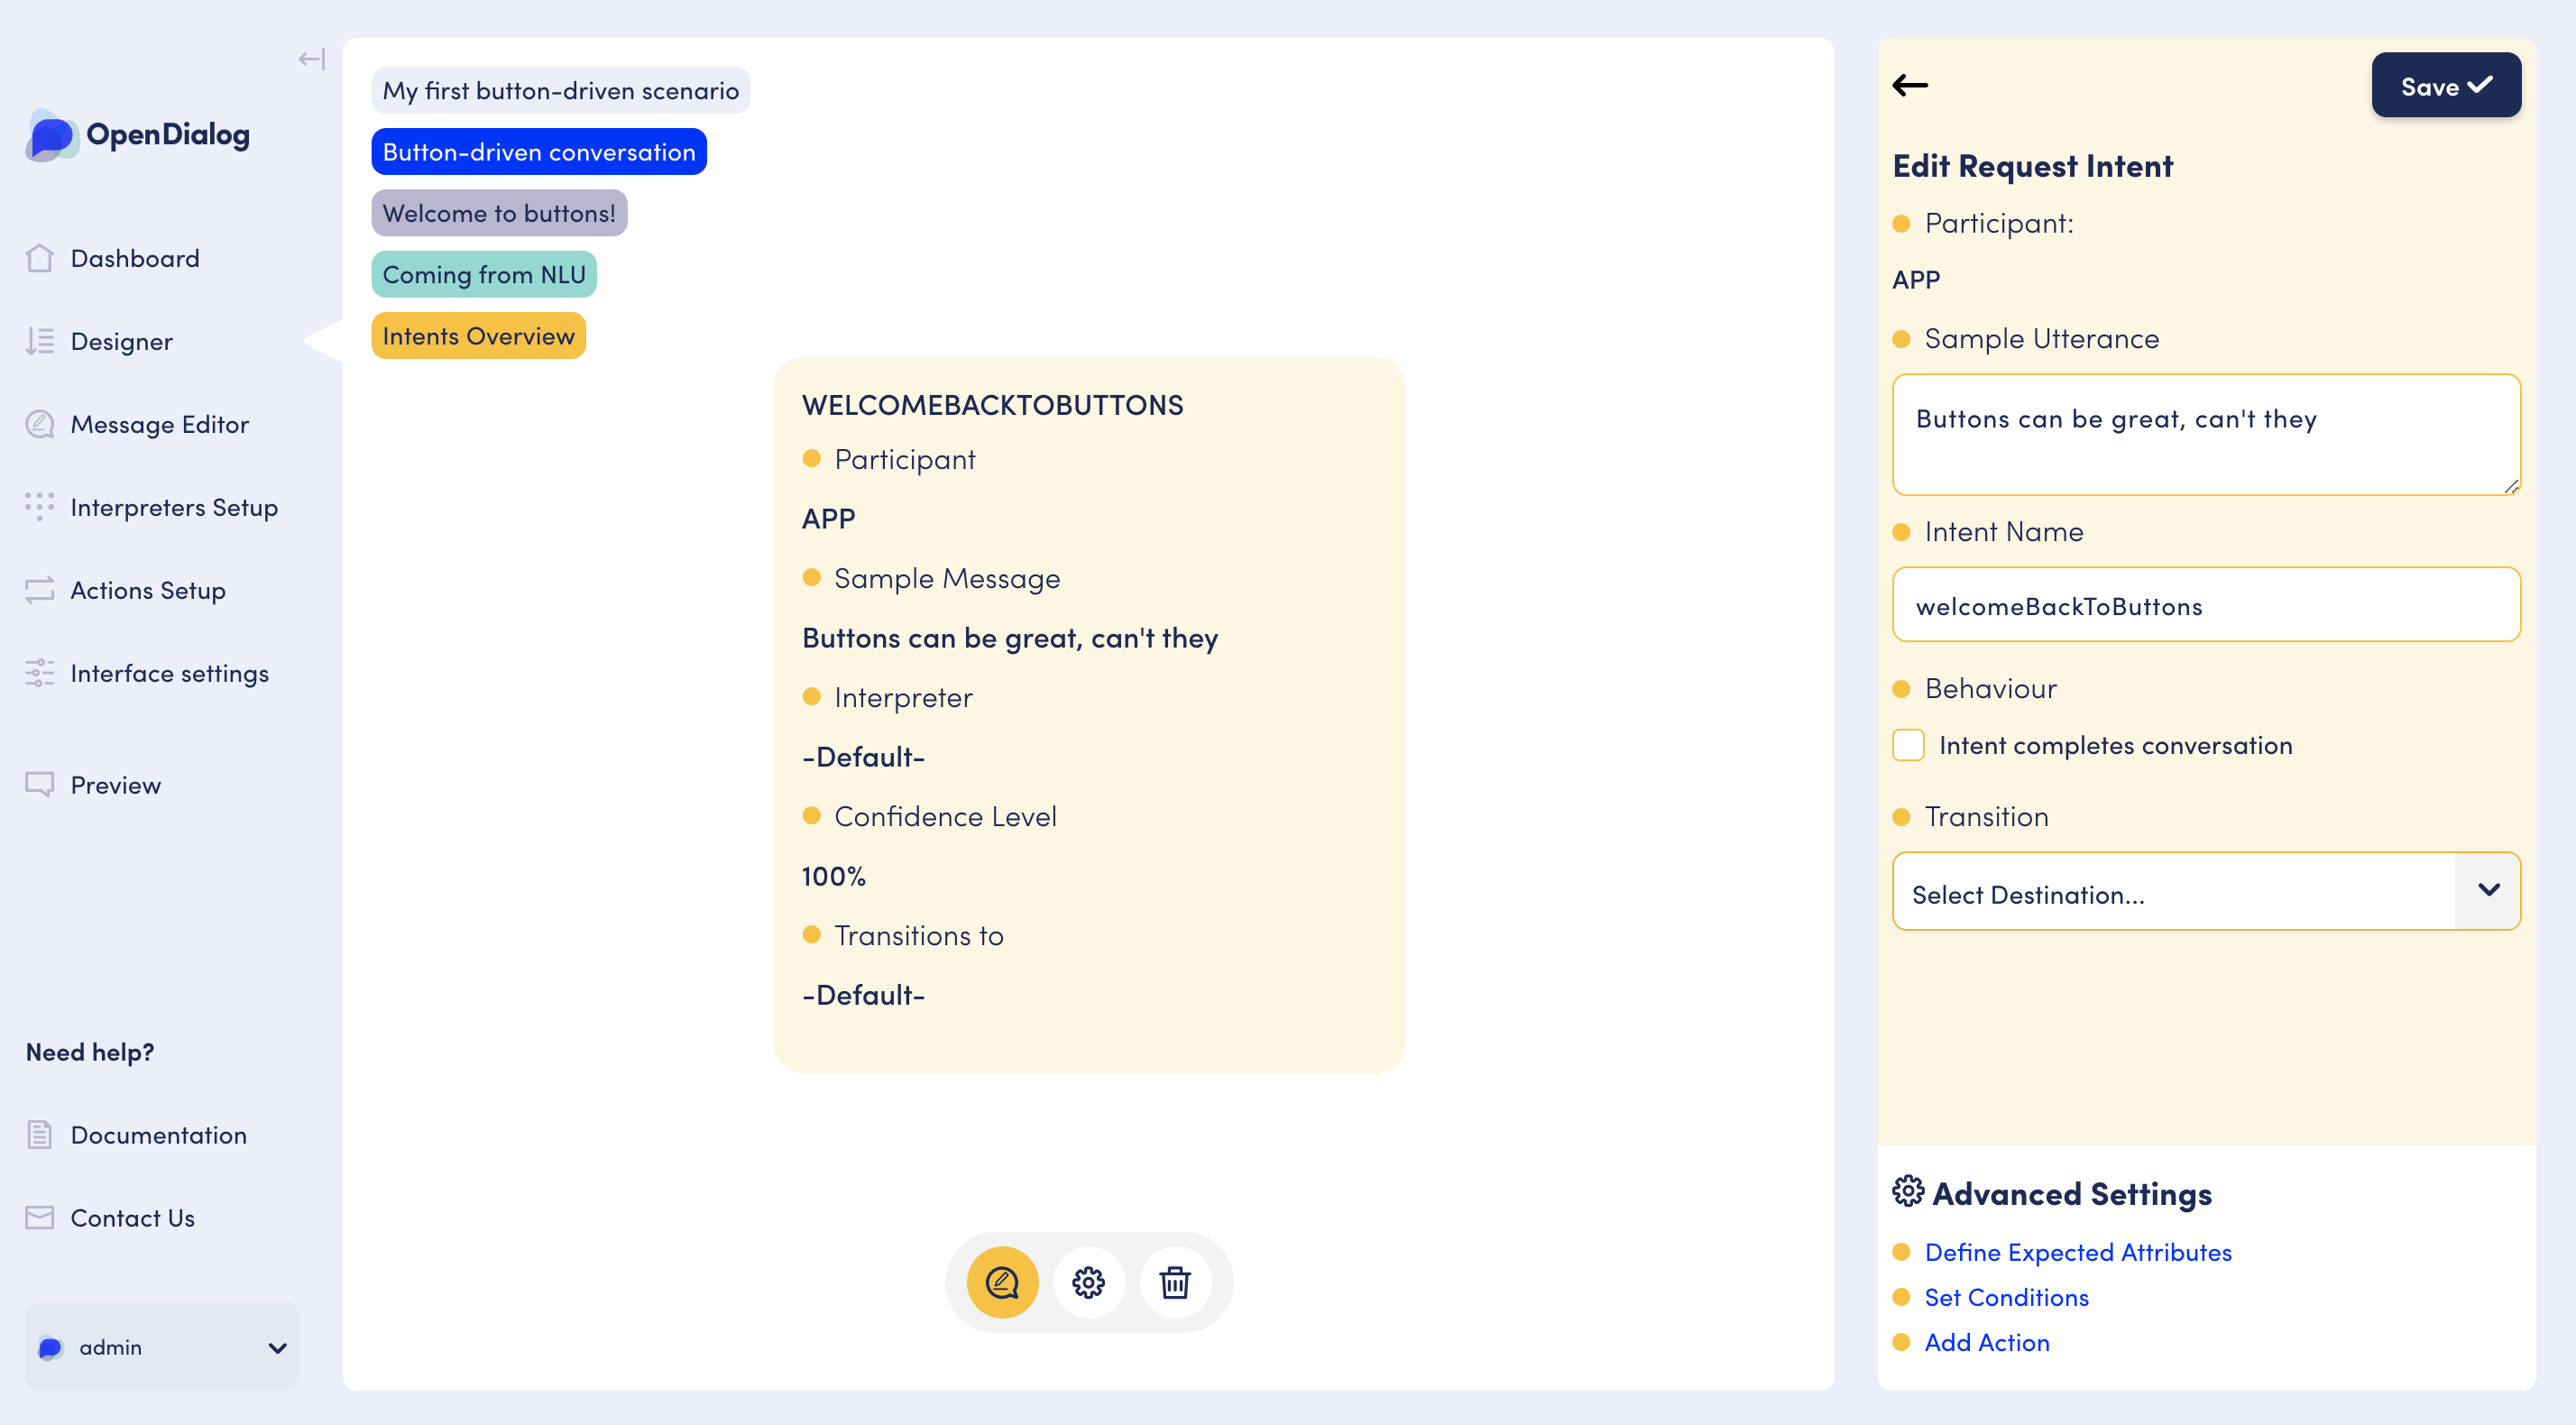 OpenDialog
Dashboard
Designer
Message Editor
Interpreters Setup
Actions Setup
Interface settings
Preview
Need help?
Documentation
Contact Us
admin
My first button-driven scenario
Button-driven conversation
Welcome to buttons!
Coming from NLU
Intents Overview
WELCOMEBACKTOBUTTONS
Participant
APP
Sample Message
Buttons can be great, can't they
Interpreter
-Default-
Confidence Level
100%
Transitions to
-Default-
Save
Edit Request Intent
Participant:
APP
Sample Utterance
Buttons can be great, can't they
Intent Name
welcomeBackToButtons
Behaviour
Intent completes conversation
Transition
Select Destination...
Advanced Settings
Define Expected Attributes
Set Conditions
Add Action